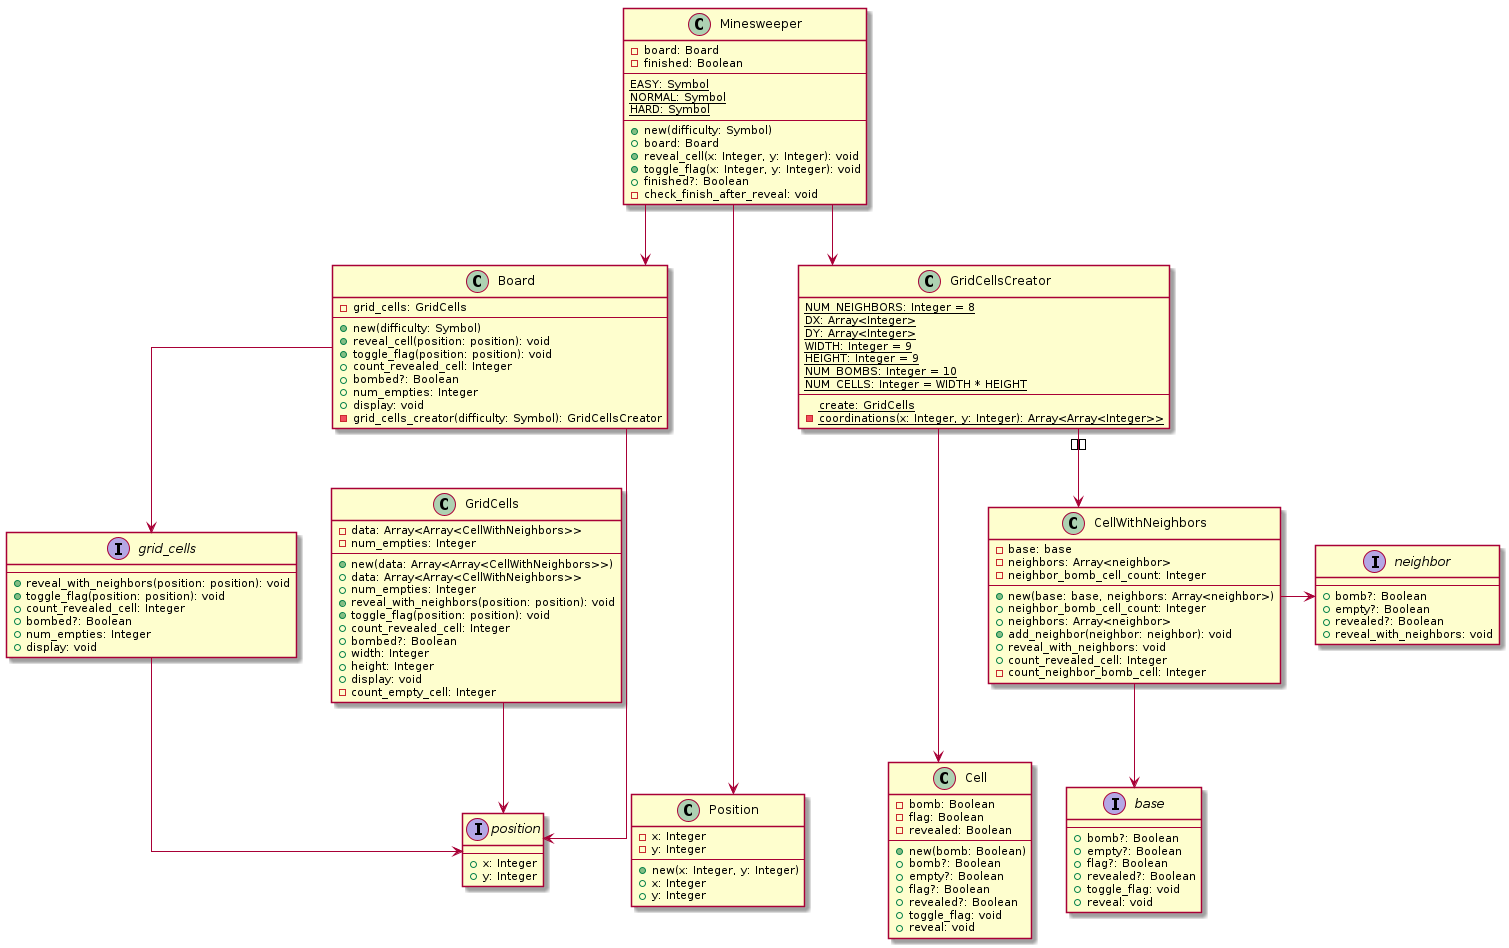 C Minesweeper
board: Board
finished: Boolean
EASY: Symbol
NORMAL: Symbol
HARD: Symbol
new(difficulty: Symbol)
board: Board
reveal_cell(x: Integer, y: Integer): void
toggle_flag(x: Integer, y: Integer): void
finished?: Boolean
check_finish_after_reveal: void
C Board
grid_cells: GridCells
new(difficulty: Symbol)
reveal_cell(position: position): void
toggle_flag(position: position): void
count_revealed_cell: Integer
bombed?: Boolean
num_empties: Integer
display: void
grid_cells_creator(difficulty: Symbol): GridCellsCreator
C GridCellsCreator
NUM_NEIGHBORS: Integer = 8
DX: Array<Integer>
DY: Array<Integer>
WIDTH: Integer = 9
HEIGHT: Integer = 9
NUM_BOMBS: Integer = 10
NUM_CELLS: Integer = WIDTH * HEIGHT
create: GridCells
coordinations(x: Integer, y: Integer): Array<Array<Integer>>
I grid_cells
reveal_with_neighbors(position: position): void
toggle_flag(position: position): void
count_revealed_cell: Integer
bombed?: Boolean
num_empties: Integer
display: void
C GridCells
data: Array<Array<CellWithNeighbors>>
num_empties: Integer
new(data: Array<Array<CellWithNeighbors>>)
data: Array<Array<CellWithNeighbors>>
num_empties: Integer
reveal_with_neighbors(position: position): void
toggle_flag(position: position): void
count_revealed_cell: Integer
bombed?: Boolean
width: Integer
height: Integer
display: void
count_empty_cell: Integer
C CellWithNeighbors
base: base
neighbors: Array<neighbor>
neighbor_bomb_cell_count: Integer
new(base: base, neighbors: Array<neighbor>)
neighbor_bomb_cell_count: Integer
neighbors: Array<neighbor>
add_neighbor(neighbor: neighbor): void
reveal_with_neighbors: void
count_revealed_cell: Integer
count_neighbor_bomb_cell: Integer
I neighbor
bomb?: Boolean
empty?: Boolean
revealed?: Boolean
reveal_with_neighbors: void
I position
x: Integer
y: Integer
C Position
x: Integer
y: Integer
new(x: Integer, y: Integer)
x: Integer
y: Integer
C Cell
bomb: Boolean
flag: Boolean
revealed: Boolean
new(bomb: Boolean)
bomb?: Boolean
empty?: Boolean
flag?: Boolean
revealed?: Boolean
toggle_flag: void
reveal: void
I base
bomb?: Boolean
empty?: Boolean
flag?: Boolean
revealed?: Boolean
toggle_flag: void
reveal: void